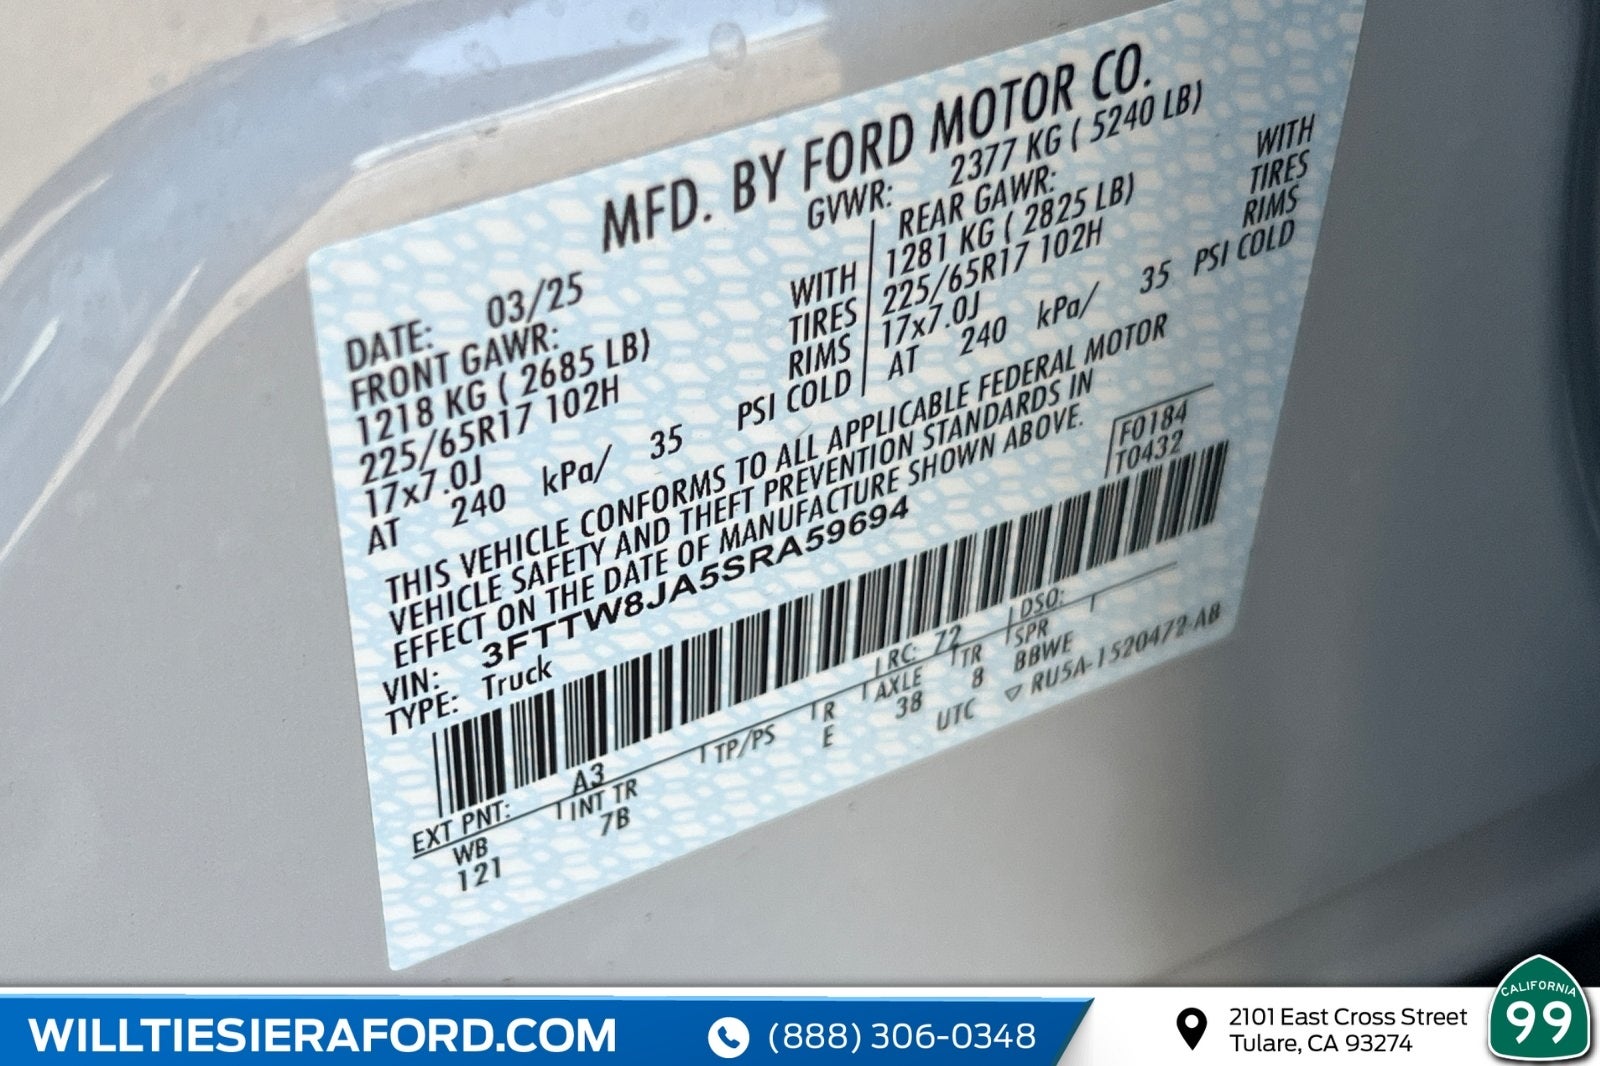 MFD. BY FORD MOTOR CO.
DATE: 03/25 GVWR: 2377 KG ( 5240 LB)
FRONT GAWR: REAR GAWR:
1218 KG ( 2685 LB) WITH 1281 KG ( 2825 LB) WITH
225/65R17 102H TIRES 225/65R17 102H TIRES
17x7.0J RIMS 17x7.0J RIMS
AT 240 kPa/ 35 PSI COLD AT 240 kPa/ 35 PSI COLD
THIS VEHICLE CONFORMS TO ALL APPLICABLE FEDERAL MOTOR
VEHICLE SAFETY AND THEFT PREVENTION STANDARDS IN
EFFECT ON THE DATE OF MANUFACTURE SHOWN ABOVE.
VIN: 3FTTW8JA5SRA59694 F0184
TYPE: Truck T0432
EXT PNT: A3 RC: 72 DSO:
WB INT TR TP/PS R AXLE TR SPR
121 7B E 38 8 BBWE
UTC ▽ RU5A-1520472-AB
WILLTIESIERAFORD.COM
(888) 306-0348
2101 East Cross Street
Tulare, CA 93274
CALIFORNIA
99